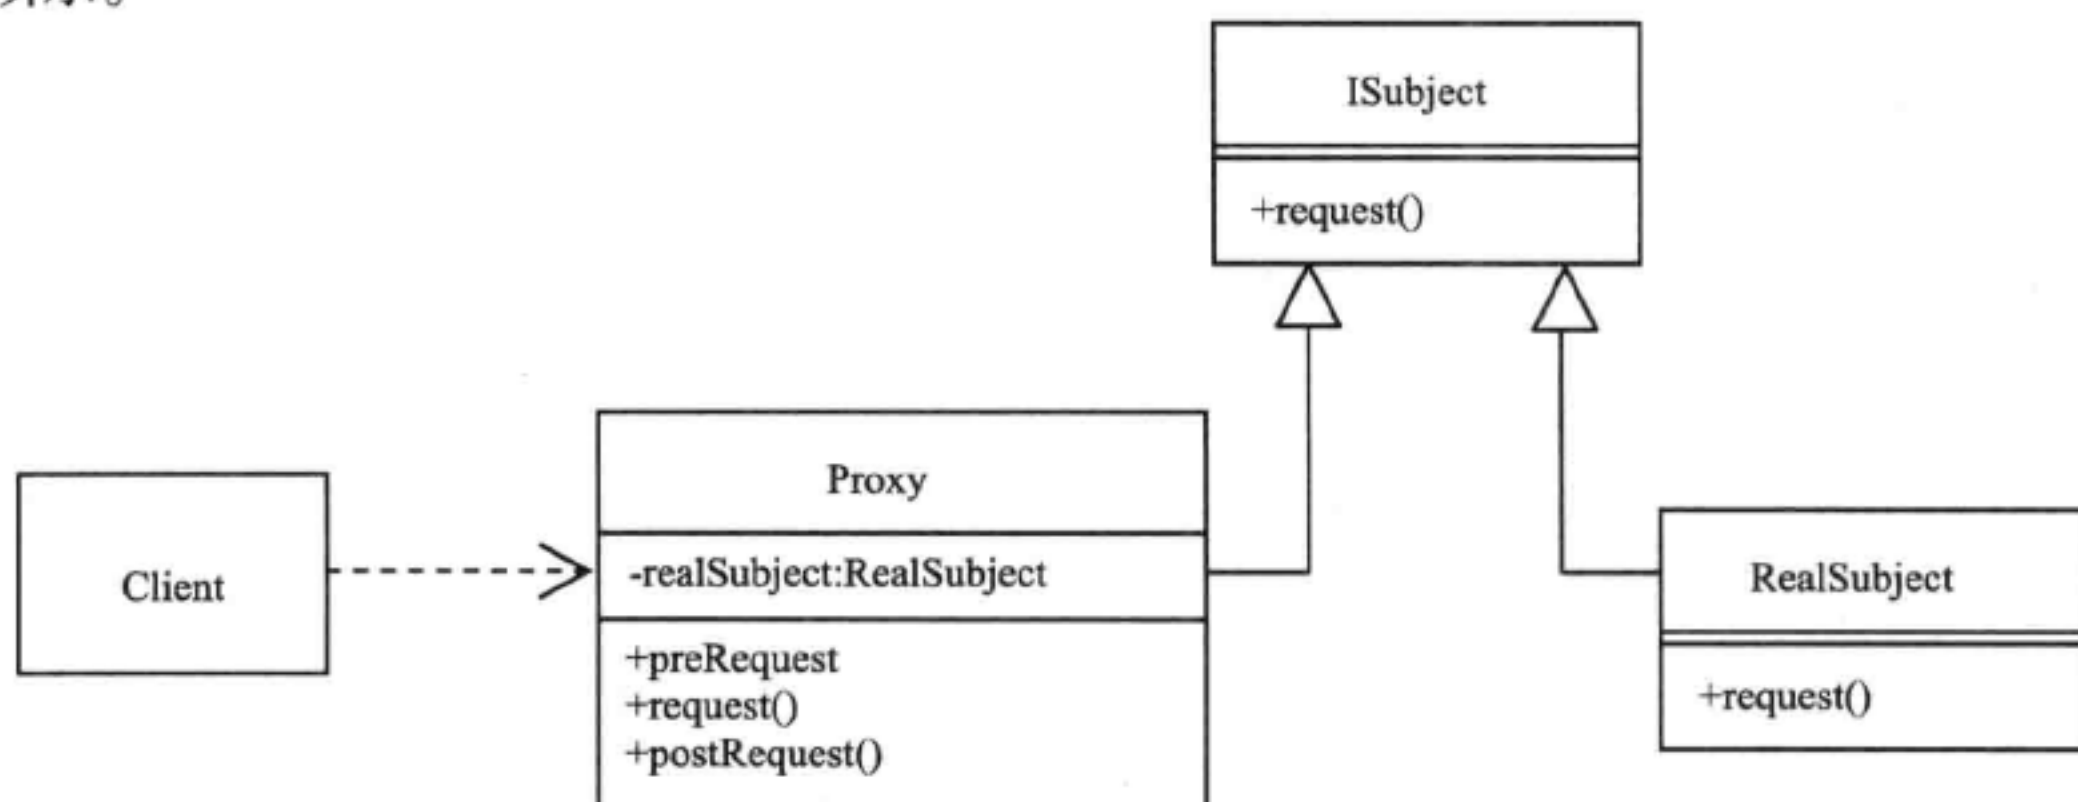 ISubject
+request()
Proxy
-realSubject:RealSubject
+preRequest
+request()
+postRequest()
Client
RealSubject
+request()